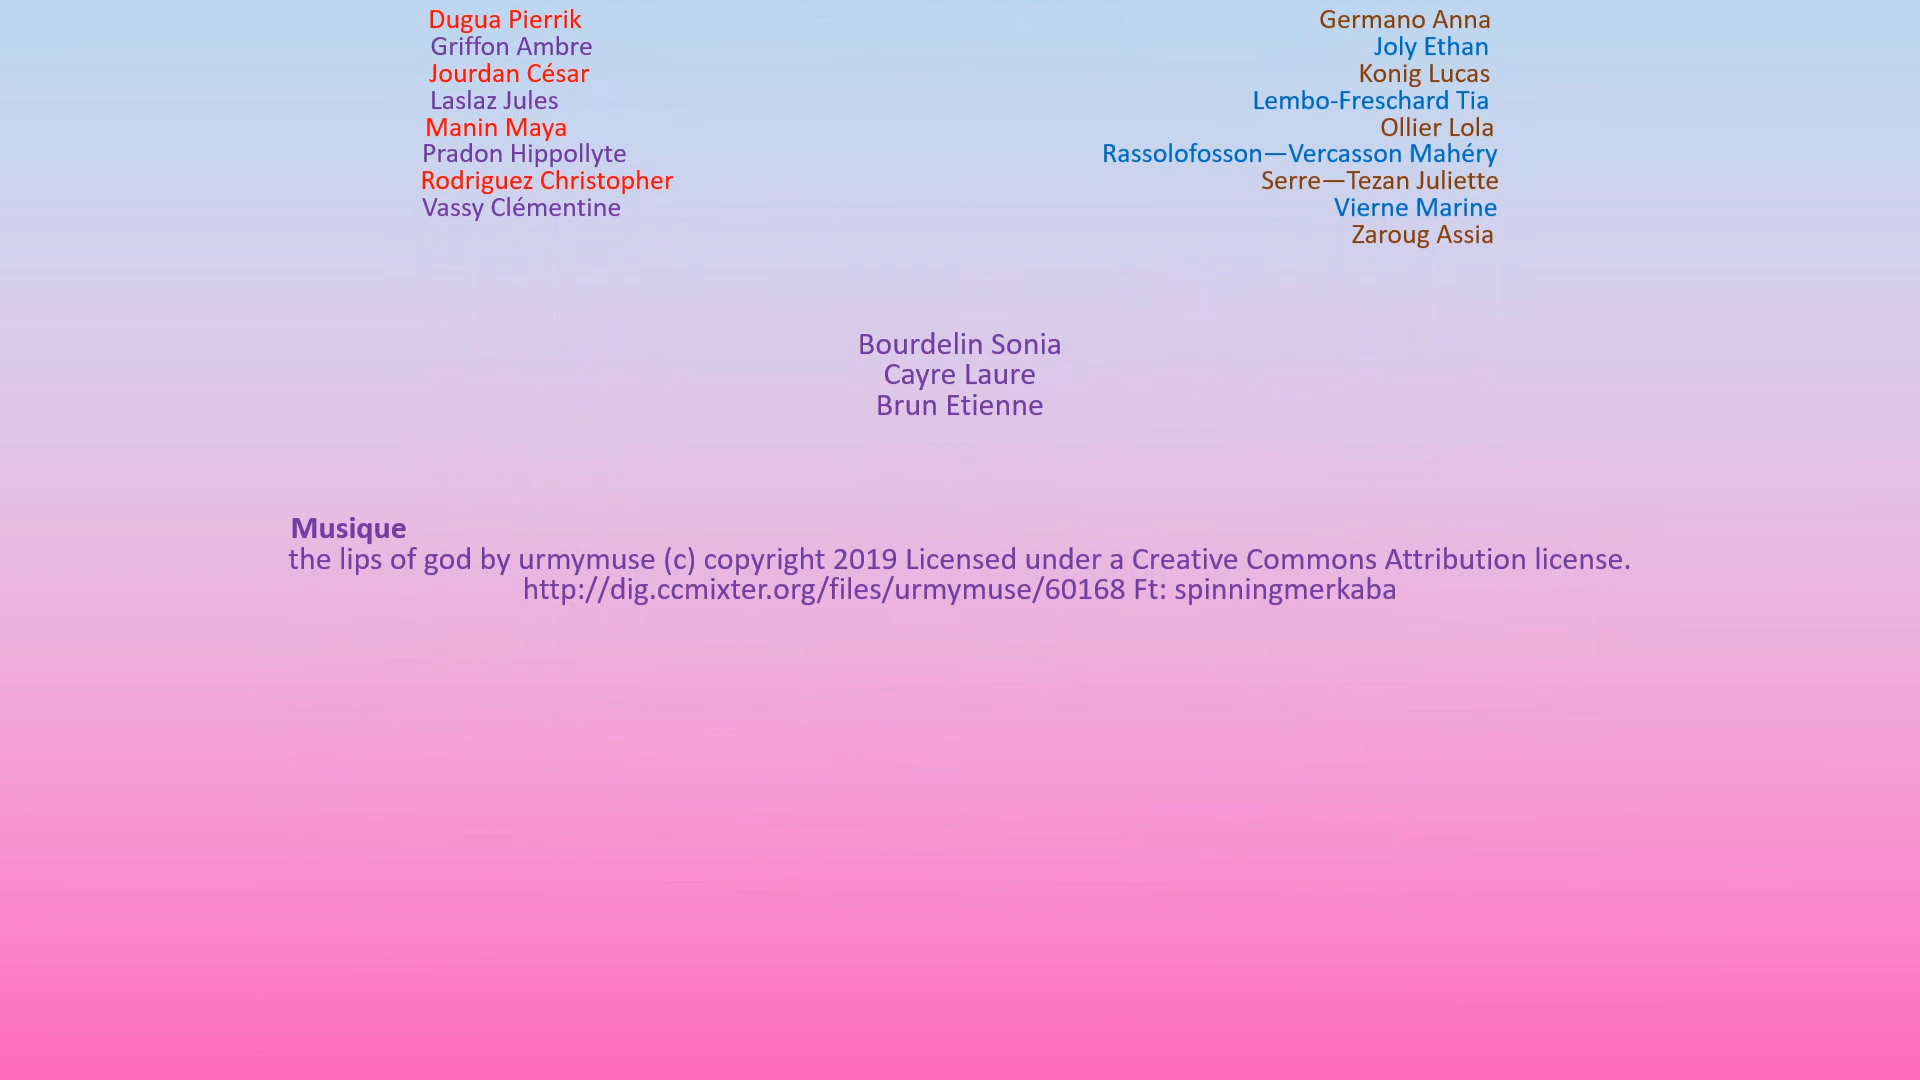 Dugua Pierrik
Griffon Ambre
Jourdan César
Laslaz Jules
Manin Maya
Pradon Hippollyte
Rodriguez Christopher
Vassy Clémentine
Germano Anna
Joly Ethan
Konig Lucas
Lembo-Freschard Tia
Ollier Lola
Rassolofosson—Vercasson Mahéry
Serre—Tezan Juliette
Vierne Marine
Zaroug Assia
Bourdelin Sonia
Cayre Laure
Brun Etienne
Musique
the lips of god by urmymuse (c) copyright 2019 Licensed under a Creative Commons Attribution license.
http://dig.ccmixter.org/files/urmymuse/60168 Ft: spinningmerkaba